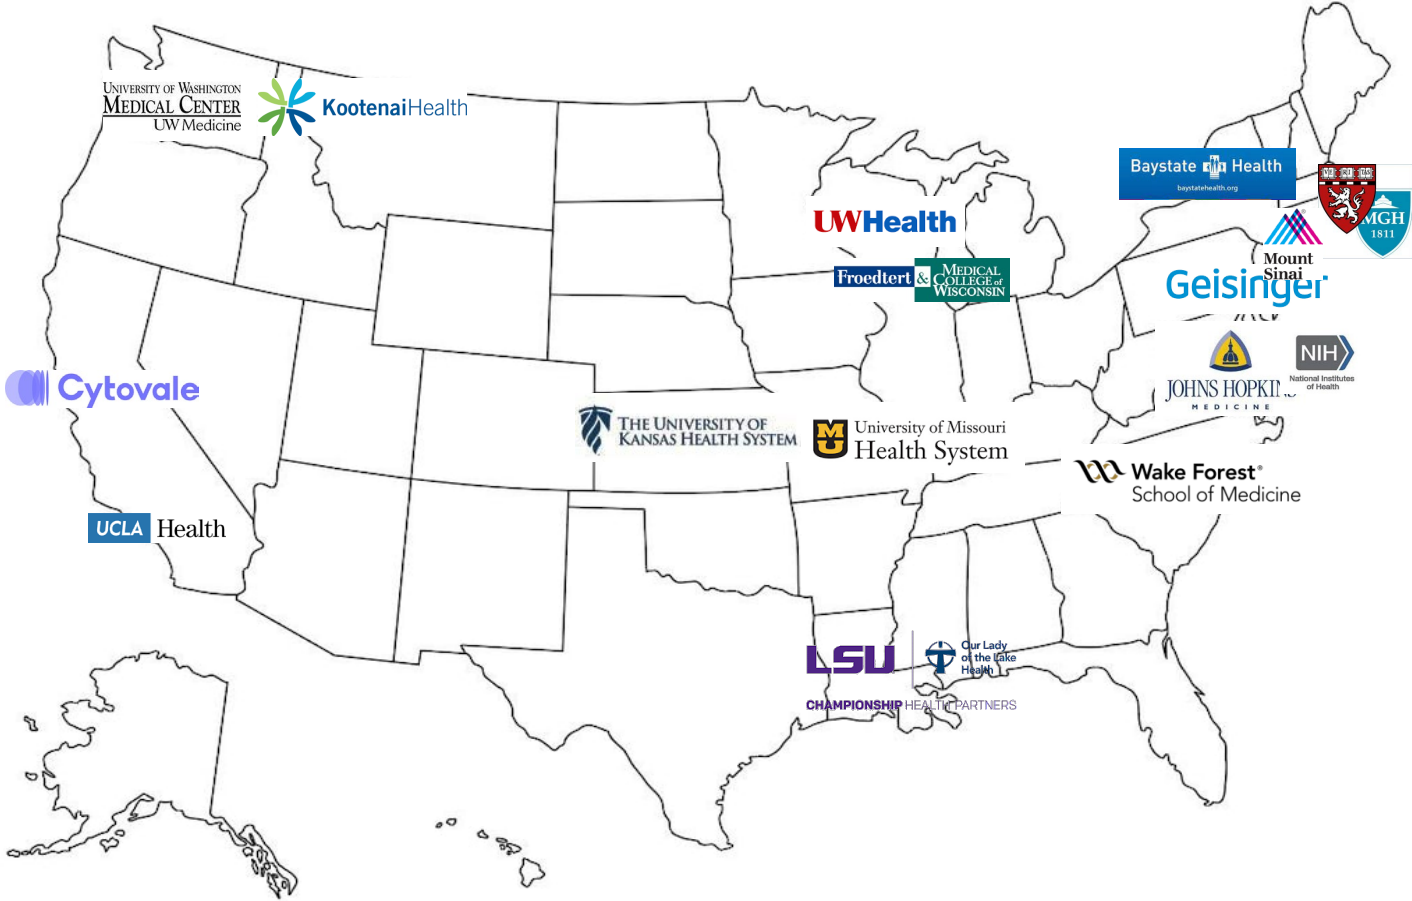 UNIVERSITY OF WASHINGTON
MEDICAL CENTER
UW Medicine
KootenaiHealth
Baystate Health
baystatehealth.org
VE RI TAS
MGH
1811
UWHealth
Mount
Sinai
Froedtert & MEDICAL
COLLEGE of
WISCONSIN
Geisinger
JOHNS HOPKINS
MEDICINE
NIH
National Institutes
of Health
Cytovale
THE UNIVERSITY OF
KANSAS HEALTH SYSTEM
University of Missouri
Health System
Wake Forest®
School of Medicine
UCLA Health
LSU
Our Lady
of the Lake
Health
CHAMPIONSHIP HEALTH PARTNERS